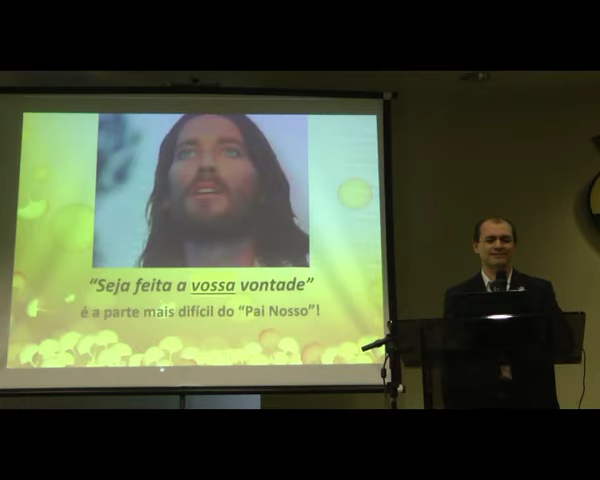 “Seja feita a vossa vontade”
é a parte mais difícil do “Pai Nosso”!